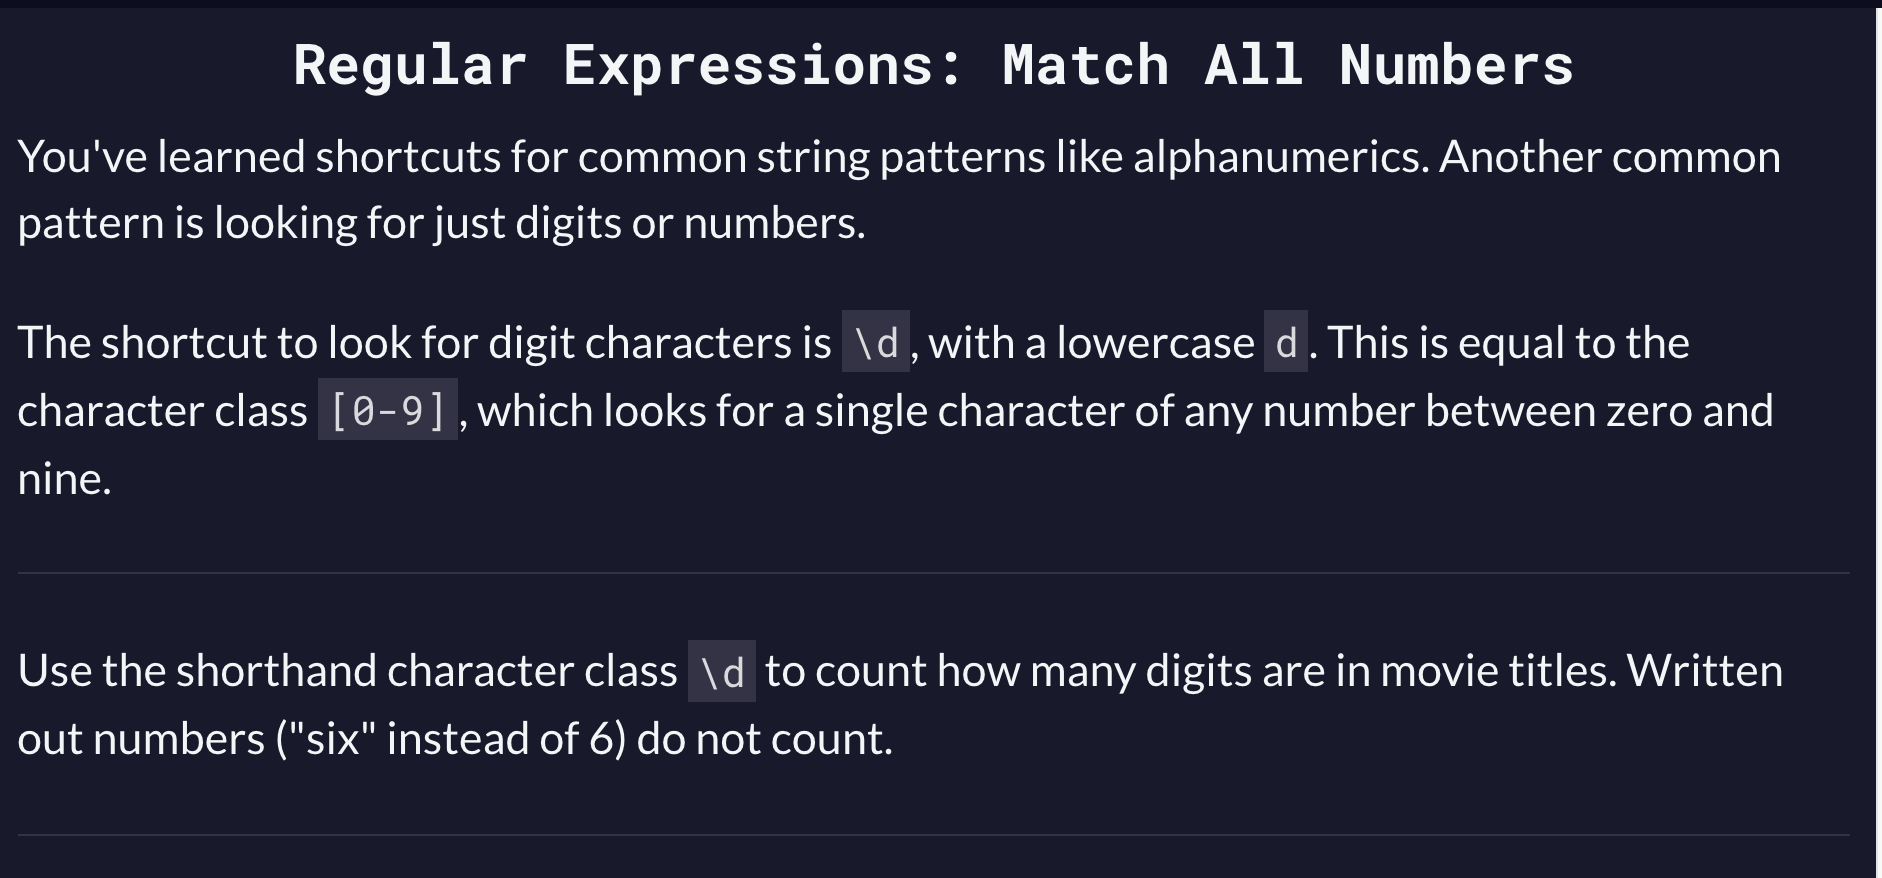 Regular Expressions: Match All Numbers
You've learned shortcuts for common string patterns like alphanumerics. Another common
pattern is looking for just digits or numbers.
The shortcut to look for digit characters is \d, with a lowercase d. This is equal to the
character class [0-9], which looks for a single character of any number between zero and
nine.
Use the shorthand character class \d to count how many digits are in movie titles. Written
out numbers ("six" instead of 6) do not count.